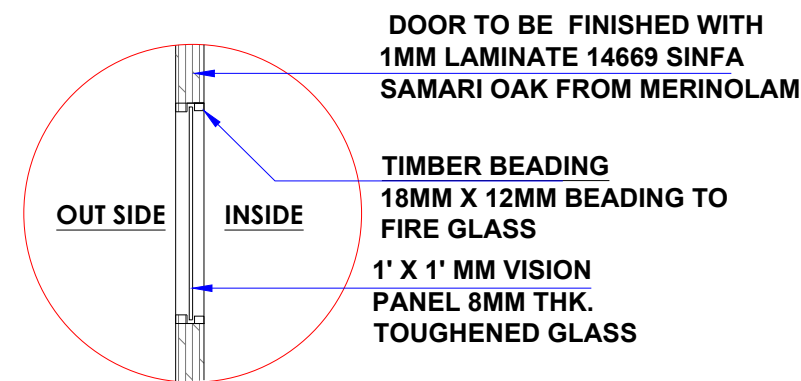 DOOR TO BE FINISHED WITH
1MM LAMINATE 14669 SINFA
SAMARI OAK FROM MERINOLAM
TIMBER BEADING
18MM X 12MM BEADING TO
FIRE GLASS
OUT SIDE
INSIDE
1' X 1' MM VISION
PANEL 8MM THK.
TOUGHENED GLASS